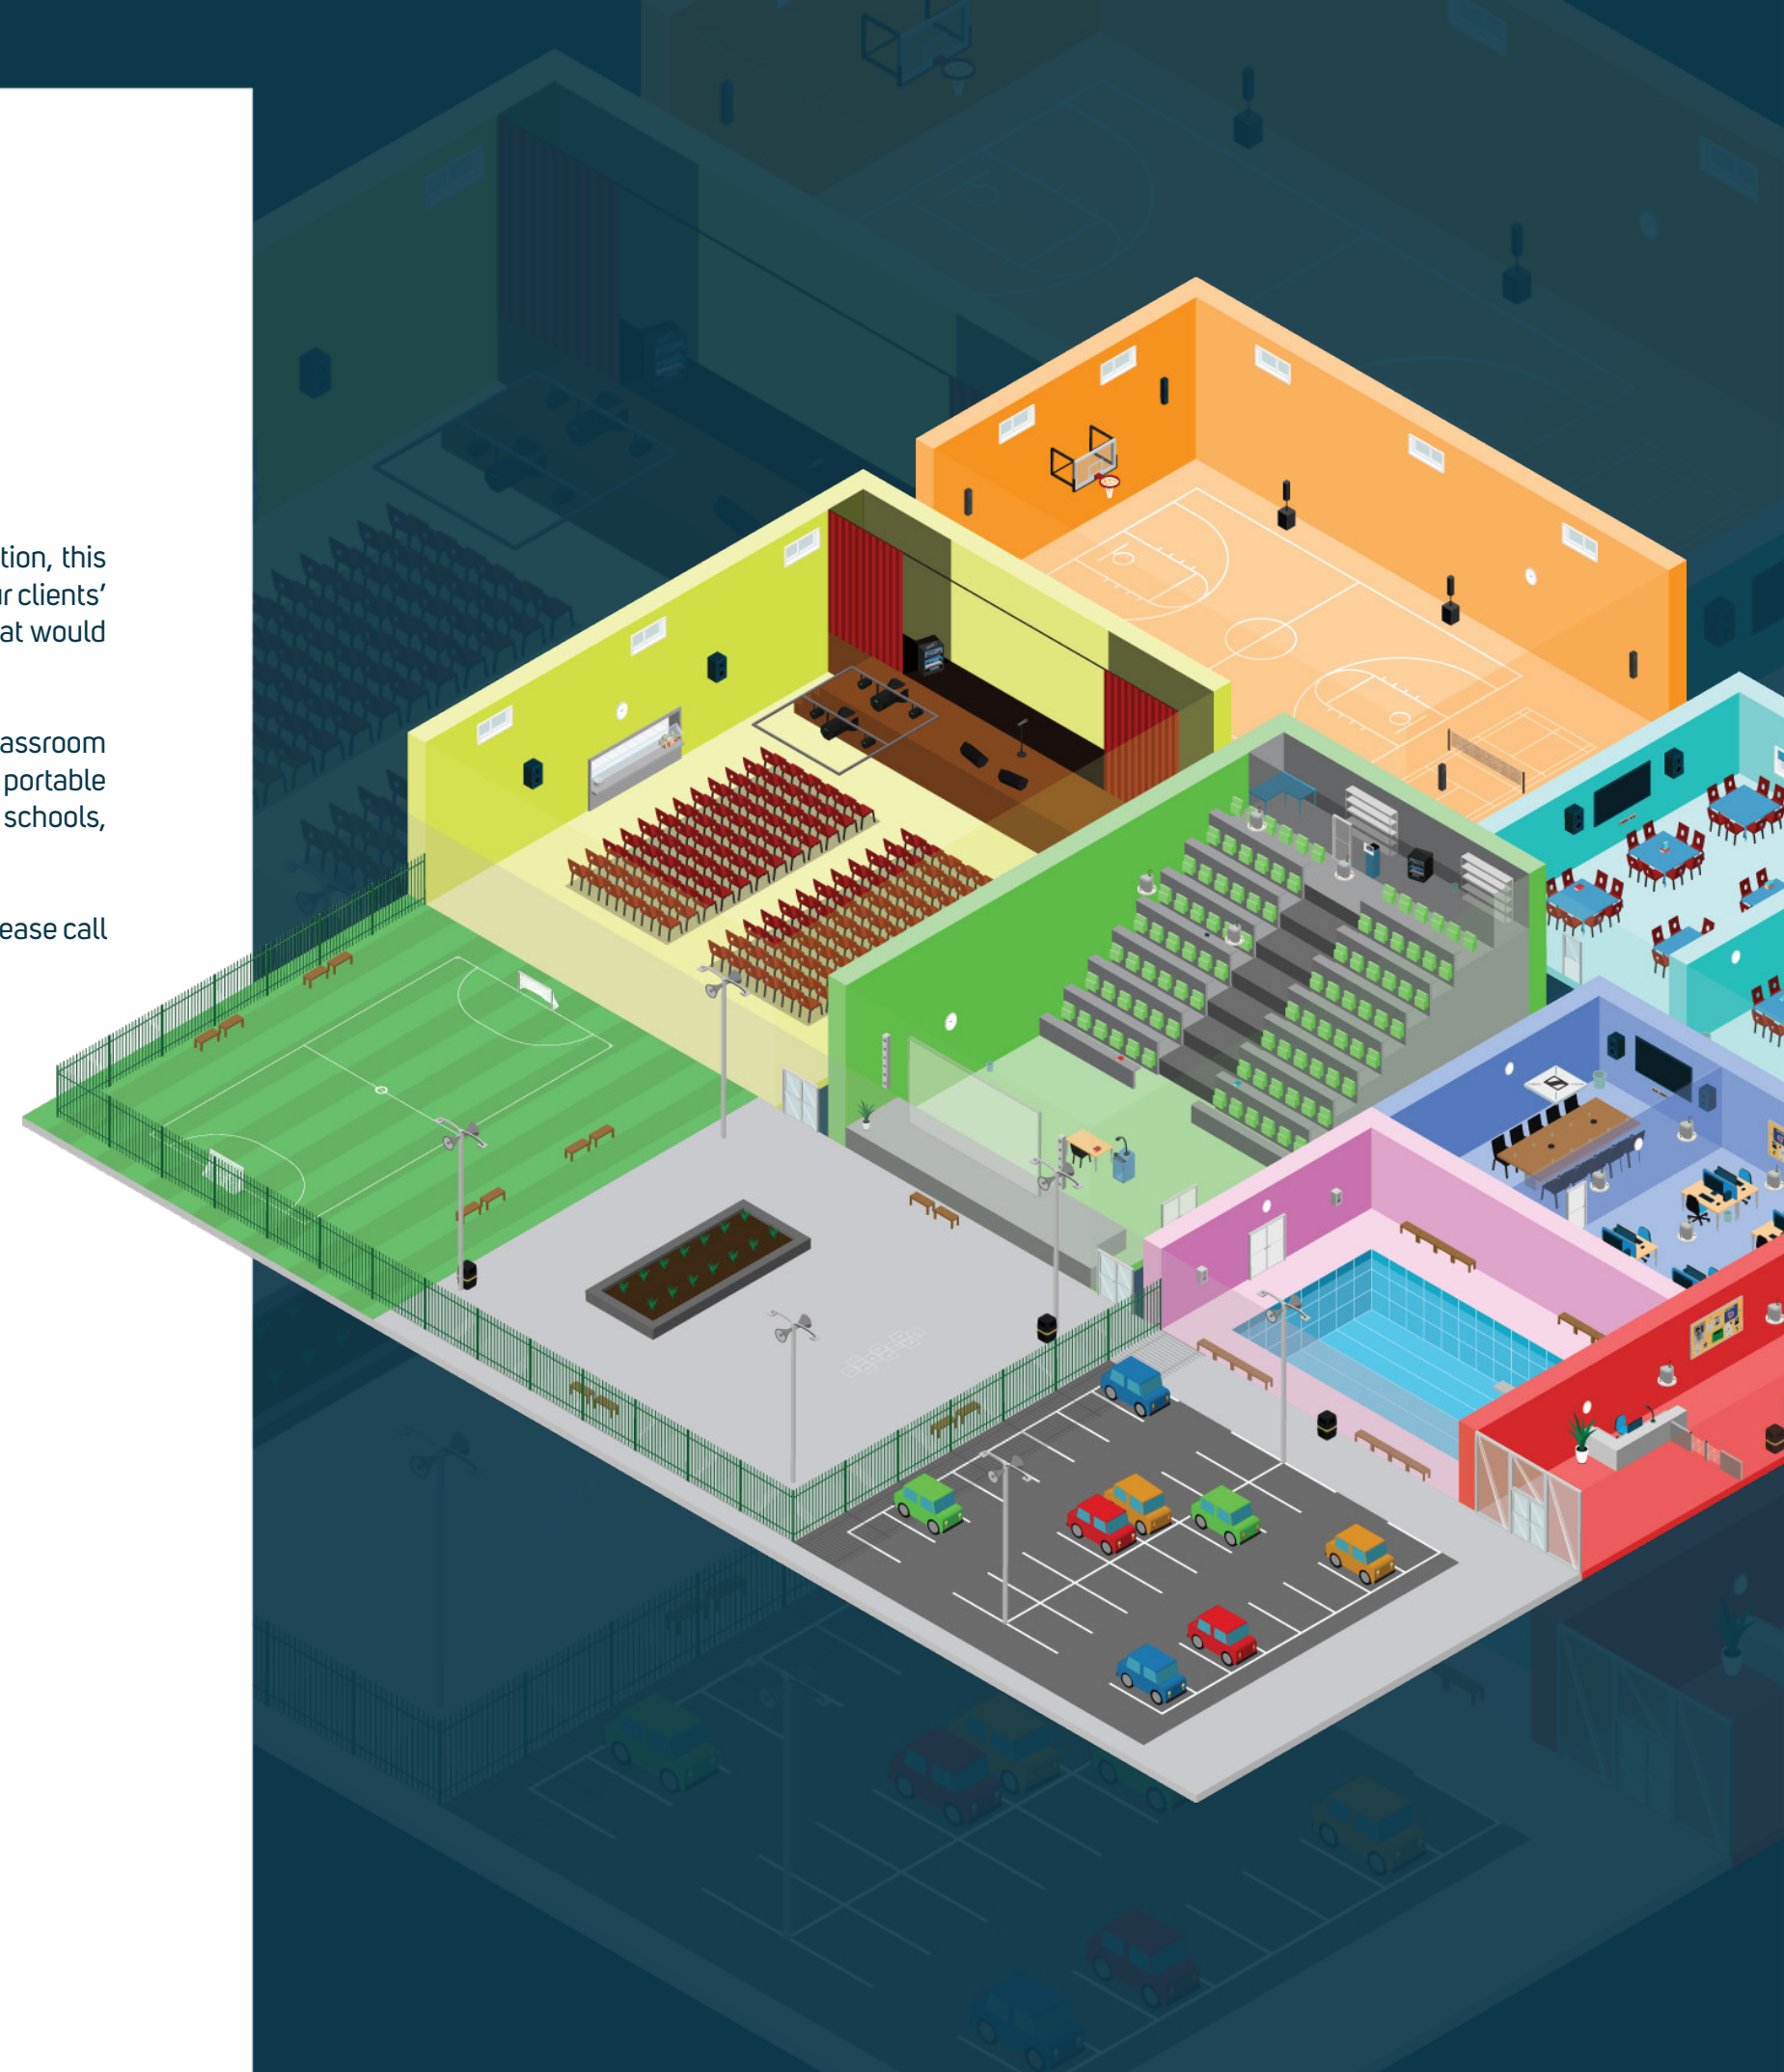 tion, this
r clients'
at would
assroom
portable
schools,
ease call